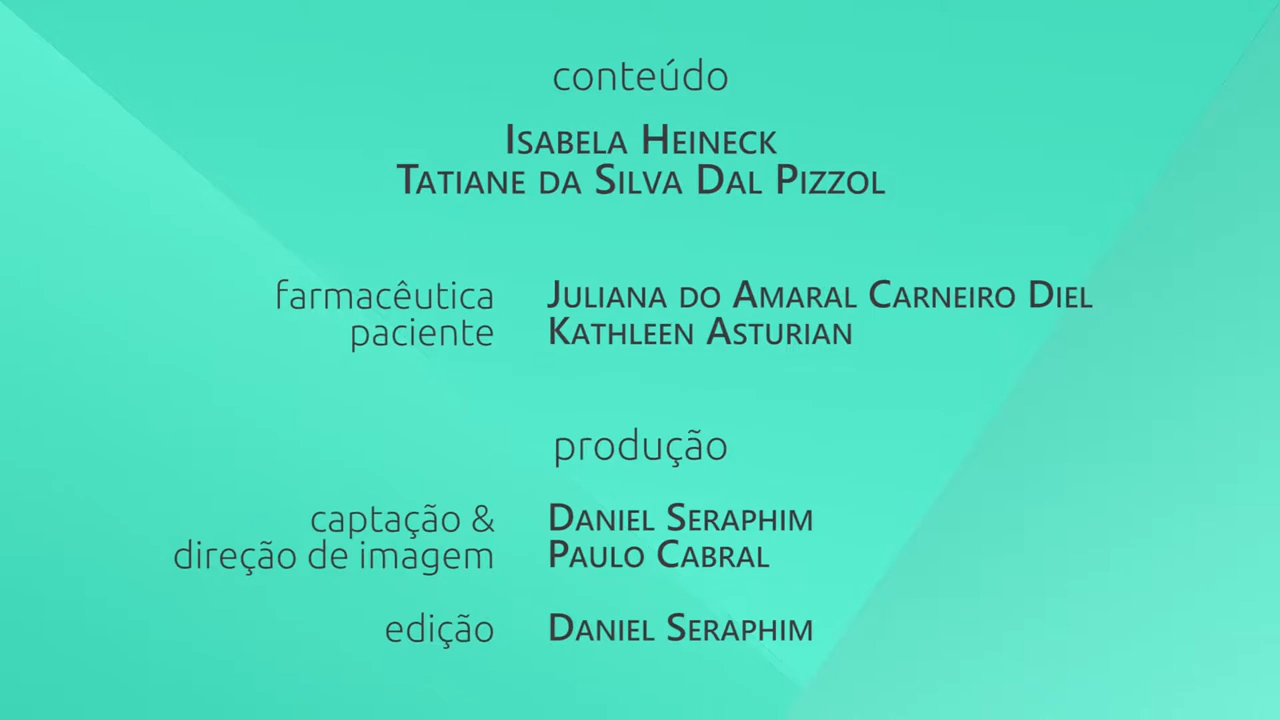 conteúdo
Isabela Heineck
Tatiane da Silva Dal Pizzol
farmacêutica Juliana do Amaral Carneiro Diel
paciente Kathleen Asturian
produção
captação & Daniel Seraphim
direção de imagem Paulo Cabral
edição Daniel Seraphim